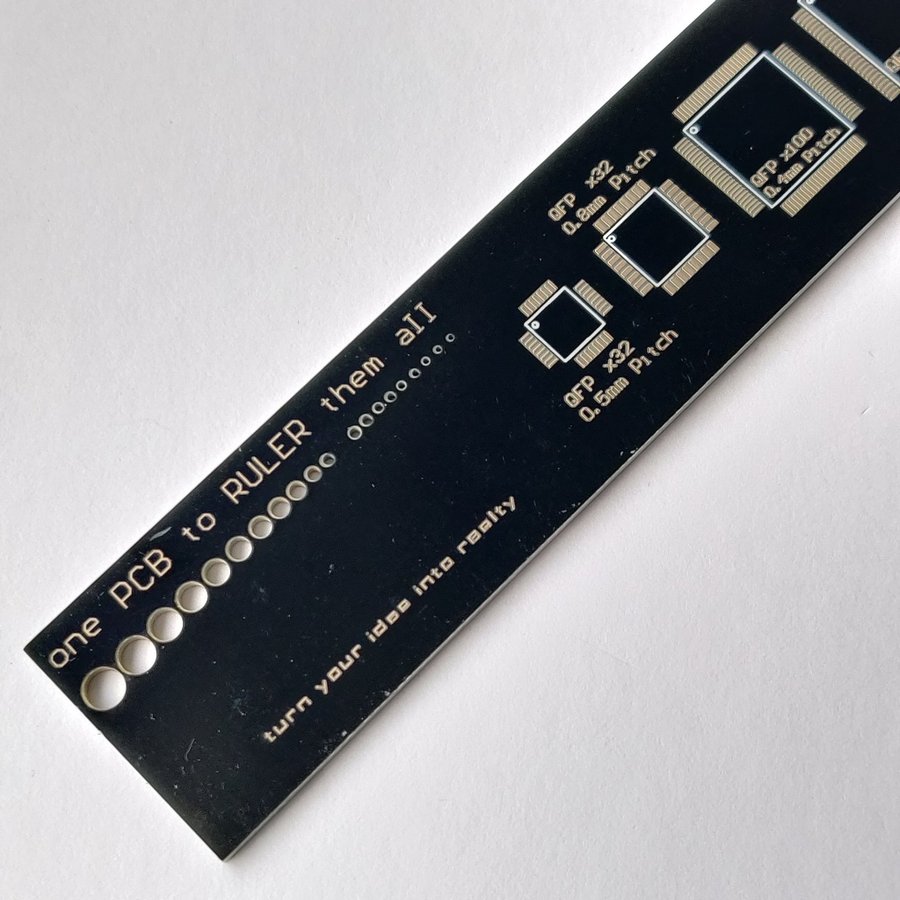 one PCB to RULER them all
turn your idea into reality
QFP x32
0.8mm Pitch
QFP x32
0.5mm Pitch
QFP x100
0.4mm Pitch